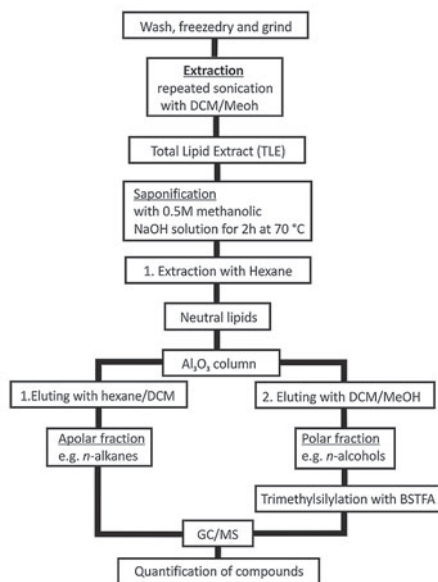 Wash, freezedry and grind
Extraction
repeated sonication
with DCM/Meoh
Total Lipid Extract (TLE)
Saponification
with 0.5M methanolic
NaOH solution for 2h at 70 °C
1. Extraction with Hexane
Neutral lipids
Al₂O₃ column
1.Eluting with hexane/DCM
2. Eluting with DCM/MeOH
Apolar fraction
e.g. n-alkanes
Polar fraction
e.g. n-alcohols
Trimethylsilylation with BSTFA
GC/MS
Quantification of compounds